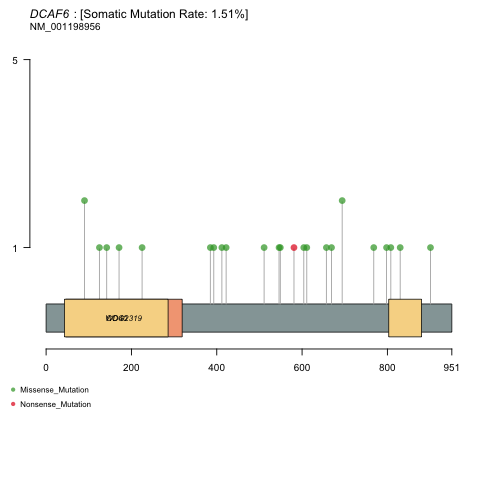 DCAF6 : [Somatic Mutation Rate: 1.51%]
NM_001198956
5
1
0 200 400 600 800 951
Missense_Mutation
Nonsense_Mutation